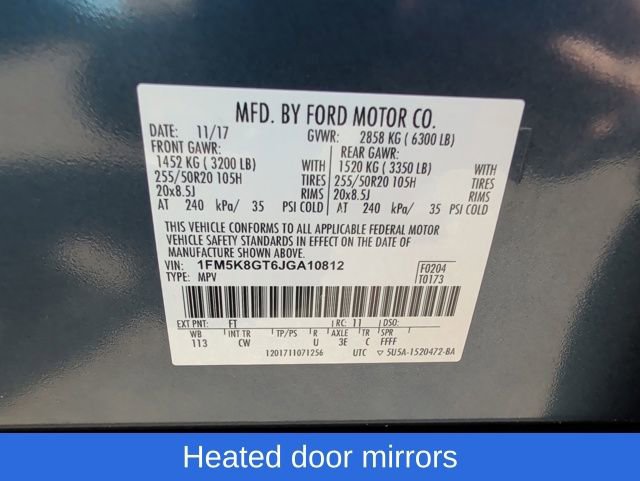 MFD. BY FORD MOTOR CO.
DATE: 11/17 GVWR: 2858 KG ( 6300 LB)
FRONT GAWR: REAR GAWR:
1452 KG ( 3200 LB) WITH 1520 KG ( 3350 LB) WITH
255/50R20 105H TIRES 255/50R20 105H TIRES
20x8.5J RIMS 20x8.5J RIMS
AT 240 kPa/ 35 PSI COLD AT 240 kPa/ 35 PSI COLD
THIS VEHICLE CONFORMS TO ALL APPLICABLE FEDERAL MOTOR
VEHICLE SAFETY STANDARDS IN EFFECT ON THE DATE OF
MANUFACTURE SHOWN ABOVE.
VIN: 1FM5K8GT6JGA10812 F0204
TYPE: MPV T0173
EXT PNT: FT RC: 11 DSO:
WB INT TR TP/PS R AXLE TR SPR
113 CW U 3E C FFFF
1201711071256 UTC ▽ 5U5A-1520472-BA
Heated door mirrors